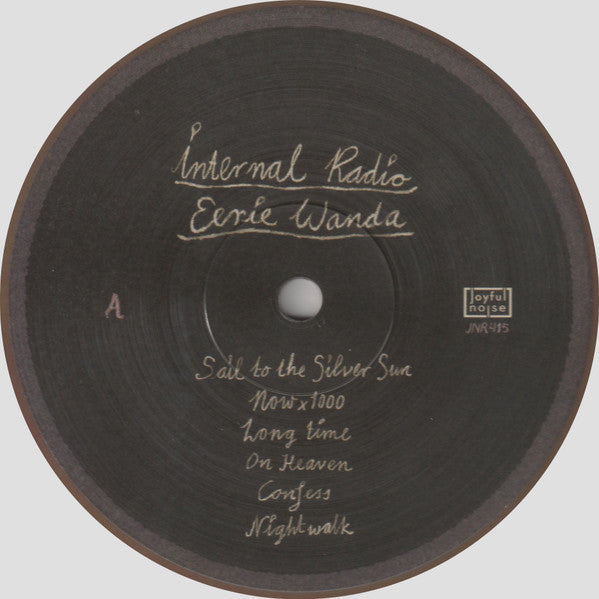 Internal Radio
Eerie Wanda
A
joyful
noise
JNR415
Sail to the Silver Sun
Now x 1000
Long time
On Heaven
Confess
Nightwalk